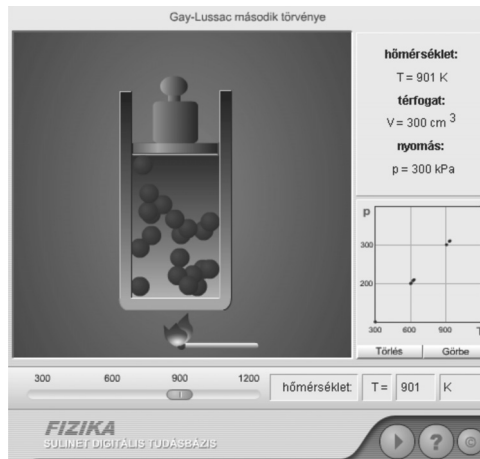 Gay-Lussac második törvénye
hőmérséklet:
T = 901 K
térfogat:
V = 300 cm 3
nyomás:
p = 300 kPa
p
300
200
300 600 900 T
Törlés Görbe
300 600 900 1200
hőmérséklet: T = 901 K
FIZIKA
SULINET DIGITÁLIS TUDÁSBÁZIS
? ©